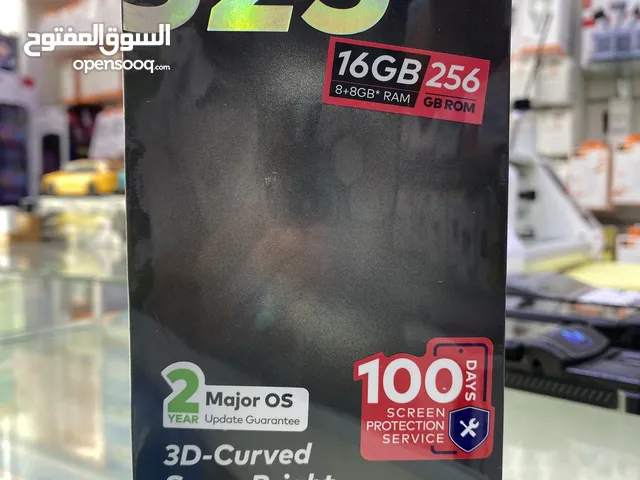 السوق المفتوح
opensooq.com
16GB 256
8+8GB* RAM GB ROM
2 Major OS
YEAR Update Guarantee
100 DAYS
SCREEN
PROTECTION
SERVICE
3D-Curved